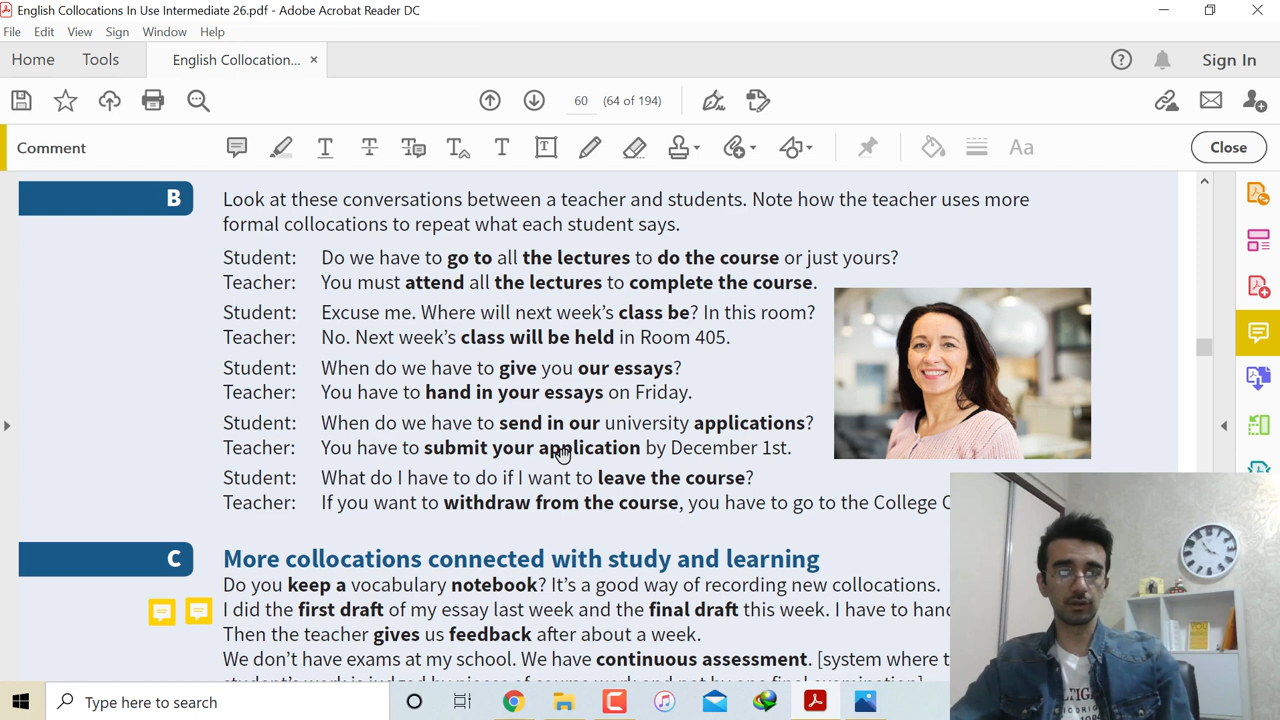 English Collocations In Use Intermediate 26.pdf - Adobe Acrobat Reader DC
File Edit View Sign Window Help
Home Tools English Collocation... × Sign In
60 (64 of 194)
Comment Close
B
Look at these conversations between a teacher and students. Note how the teacher uses more
formal collocations to repeat what each student says.
Student: Do we have to go to all the lectures to do the course or just yours?
Teacher: You must attend all the lectures to complete the course.
Student: Excuse me. Where will next week's class be? In this room?
Teacher: No. Next week's class will be held in Room 405.
Student: When do we have to give you our essays?
Teacher: You have to hand in your essays on Friday.
Student: When do we have to send in our university applications?
Teacher: You have to submit your application by December 1st.
Student: What do I have to do if I want to leave the course?
Teacher: If you want to withdraw from the course, you have to go to the College
C
More collocations connected with study and learning
Do you keep a vocabulary notebook? It's a good way of recording new collocations.
I did the first draft of my essay last week and the final draft this week. I have to
Then the teacher gives us feedback after about a week.
We don't have exams at my school. We have continuous assessment. [system where
Type here to search